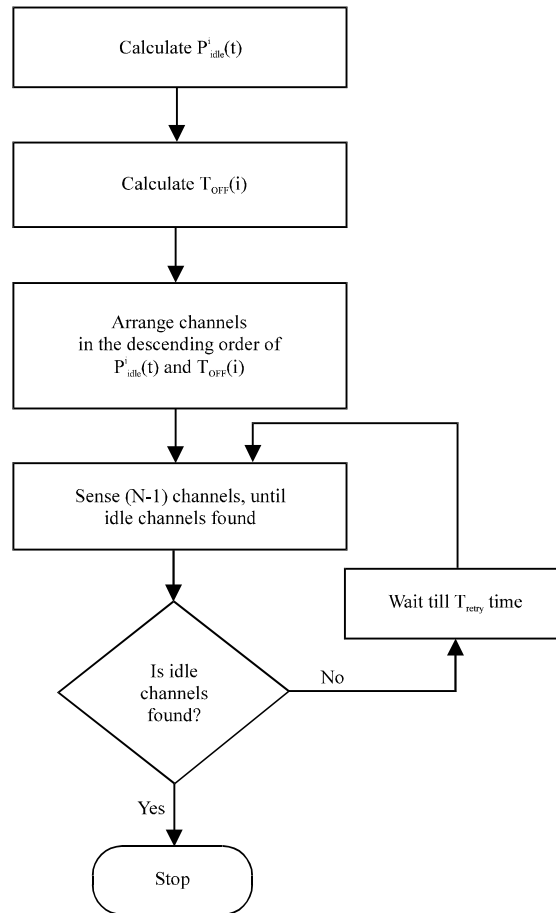 Calculate Pⁱidle(t)
Calculate TOFF(i)
Arrange channels
in the descending order of
Pⁱidle(t) and TOFF(i)
Sense (N-1) channels, until
idle channels found
Wait till Tretry time
Is idle
channels
found?
No
Yes
Stop